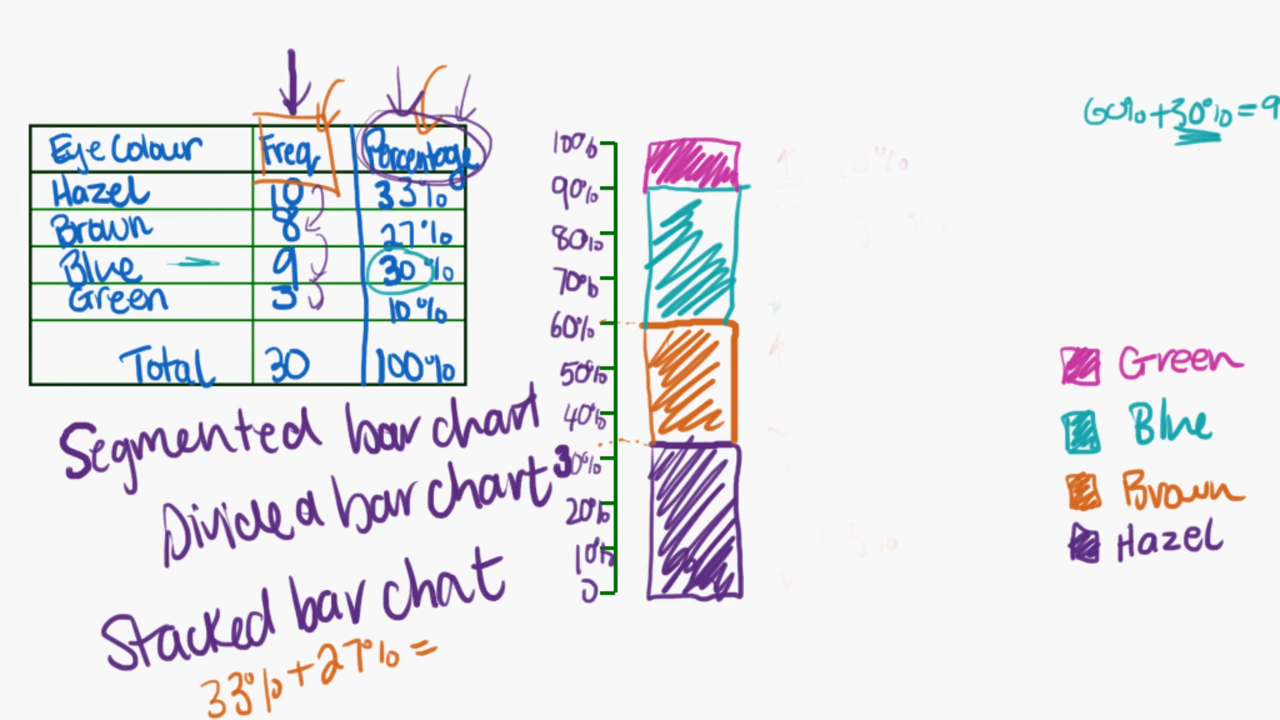 Eye Colour Freq Percentage
Hazel 10 33%
Brown 8 27%
Blue 9 30%
Green 3 10%
Total 30 100%
Segmented bar chart
Divided bar chart
Stacked bar chat
33%+27%=
100%
90%
80%
70%
60%
50%
40%
30%
20%
10%
0
60%+30%=9
Green
Blue
Brown
Hazel